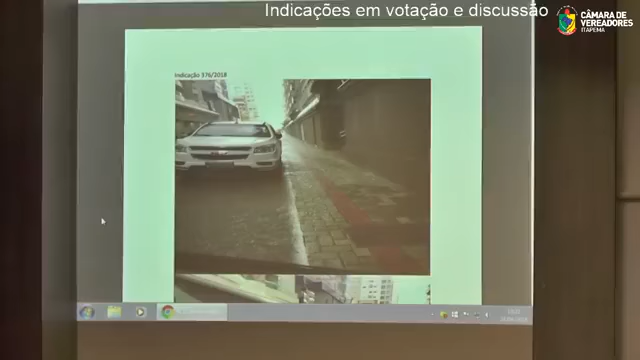 Indicações em votação e discussão
CÂMARA DE
VEREADORES
ITAPEMA
Indicação 376/2018